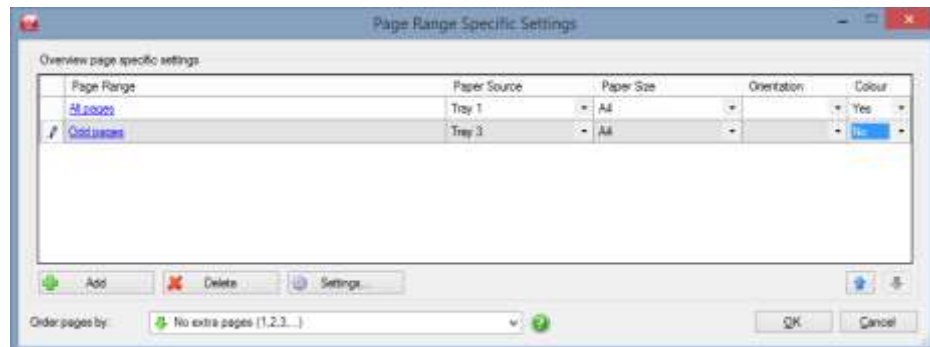 Page Range Specific Settings
Overview page specific settings
Page Range Paper Source Paper Size Orientation Colour
All pages Tray 1 A4 Yes
Odd pages Tray 3 A4 No
Add Delete Settings...
Order pages by: No extra pages (1,2,3,...) OK Cancel